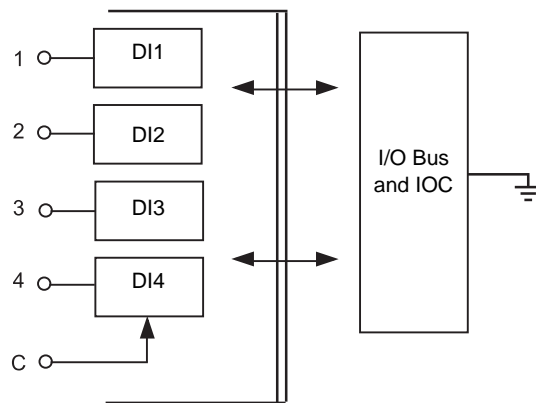 1
DI1
2
DI2
3
DI3
4
DI4
C
I/O Bus
and IOC